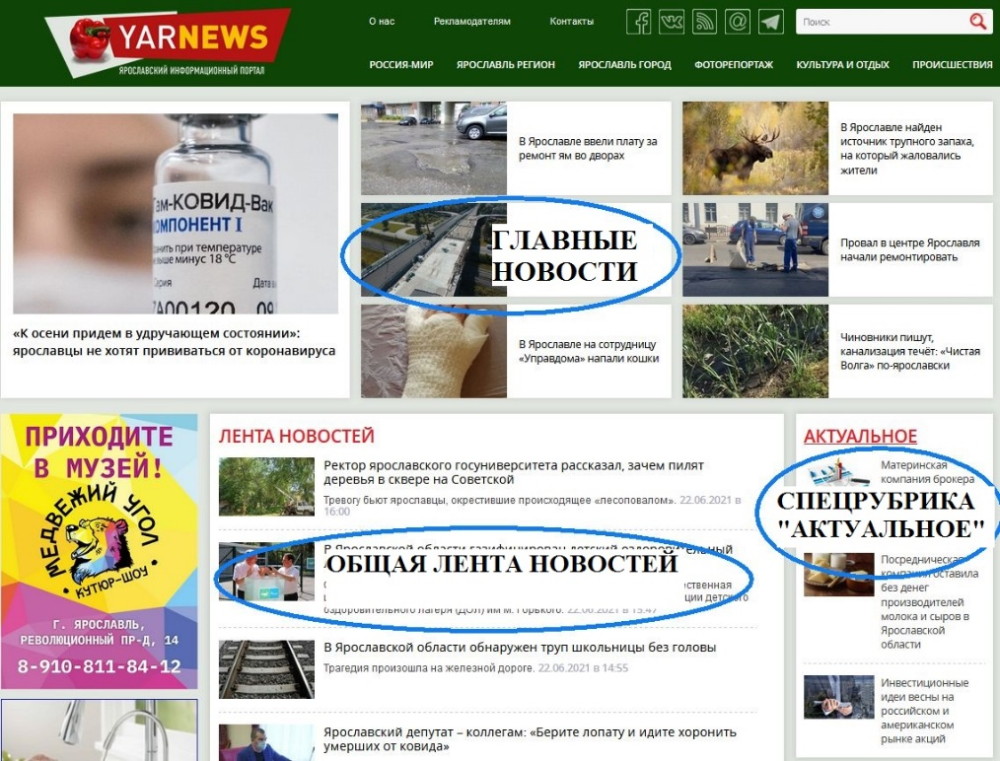 О нас
Рекламодателям
Контакты
Поиск
YARNEWS
ЯРОСЛАВСКИЙ ИНФОРМАЦИОННЫЙ ПОРТАЛ
РОССИЯ-МИР
ЯРОСЛАВЛЬ РЕГИОН
ЯРОСЛАВЛЬ ГОРОД
ФОТОРЕПОРТАЖ
КУЛЬТУРА И ОТДЫХ
ПРОИСШЕСТВИЯ
ам-КОВИД-Вак
ОМПОНЕНТ I
при температуре
минус 18 °C
«К осени придем в удручающем состоянии»:
ярославцы не хотят прививаться от коронавируса
В Ярославле ввели плату за
ремонт ям во дворах
В Ярославле найден
источник трупного запаха,
на который жаловались
жители
ГЛАВНЫЕ
НОВОСТИ
Провал в центре Ярославля
начали ремонтировать
В Ярославле на сотрудницу
«Управдома» напали кошки
Чиновники пишут,
канализация течёт: «Чистая
Волга» по-ярославски
ПРИХОДИТЕ
В МУЗЕЙ!
МЕДВЕЖИЙ УГОЛ
КУТЮР-ШОУ
Г. ЯРОСЛАВЛЬ,
РЕВОЛЮЦИОННЫЙ ПР-Д, 14
8-910-811-84-12
ЛЕНТА НОВОСТЕЙ
Ректор ярославского госуниверситета рассказал, зачем пилят
деревья в сквере на Советской
Тревогу бьют ярославцы, окрестившие происходящее «лесоповалом». 22.06.2021 в
16:00
В Ярославской области газифицирован детский оздоровительный
ОБЩАЯ ЛЕНТА НОВОСТЕЙ
ственная
ции детского
оздоровительного лагеря (ДОЛ) им М. Горького. 22.06.2021 в 15:47
В Ярославской области обнаружен труп школьницы без головы
Трагедия произошла на железной дороге. 22.06.2021 в 14:55
Ярославский депутат – коллегам: «Берите лопату и идите хоронить
умерших от ковида»
АКТУАЛЬНОЕ
Материнская
компания брокера
СПЕЦРУБРИКА
"АКТУАЛЬНОЕ"
Посредническая
компания оставила
без денег
производителей
молока и сыров в
Ярославской
области
Инвестиционные
идеи весны на
российском и
американском
рынке акций